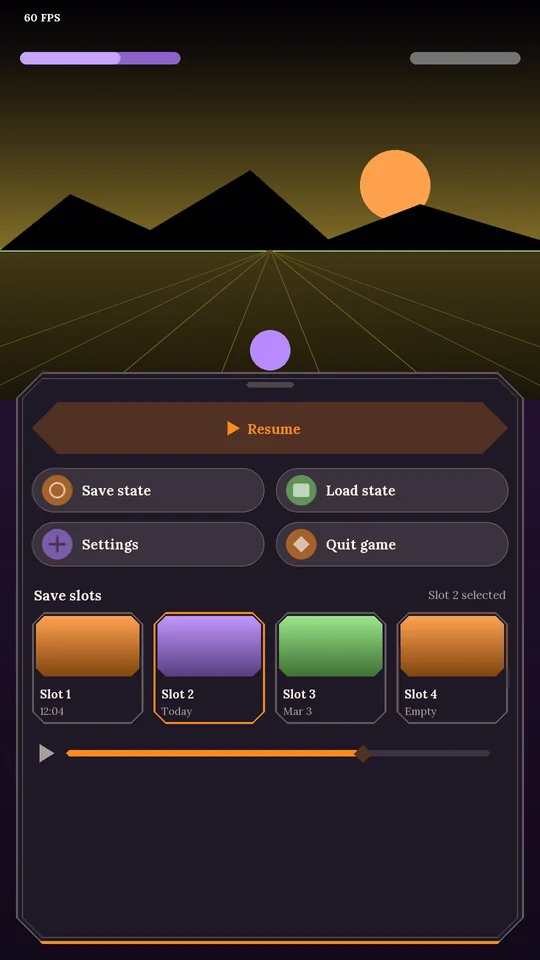 60 FPS
Resume
Save state
Load state
Settings
Quit game
Save slots
Slot 2 selected
Slot 1
12:04
Slot 2
Today
Slot 3
Mar 3
Slot 4
Empty